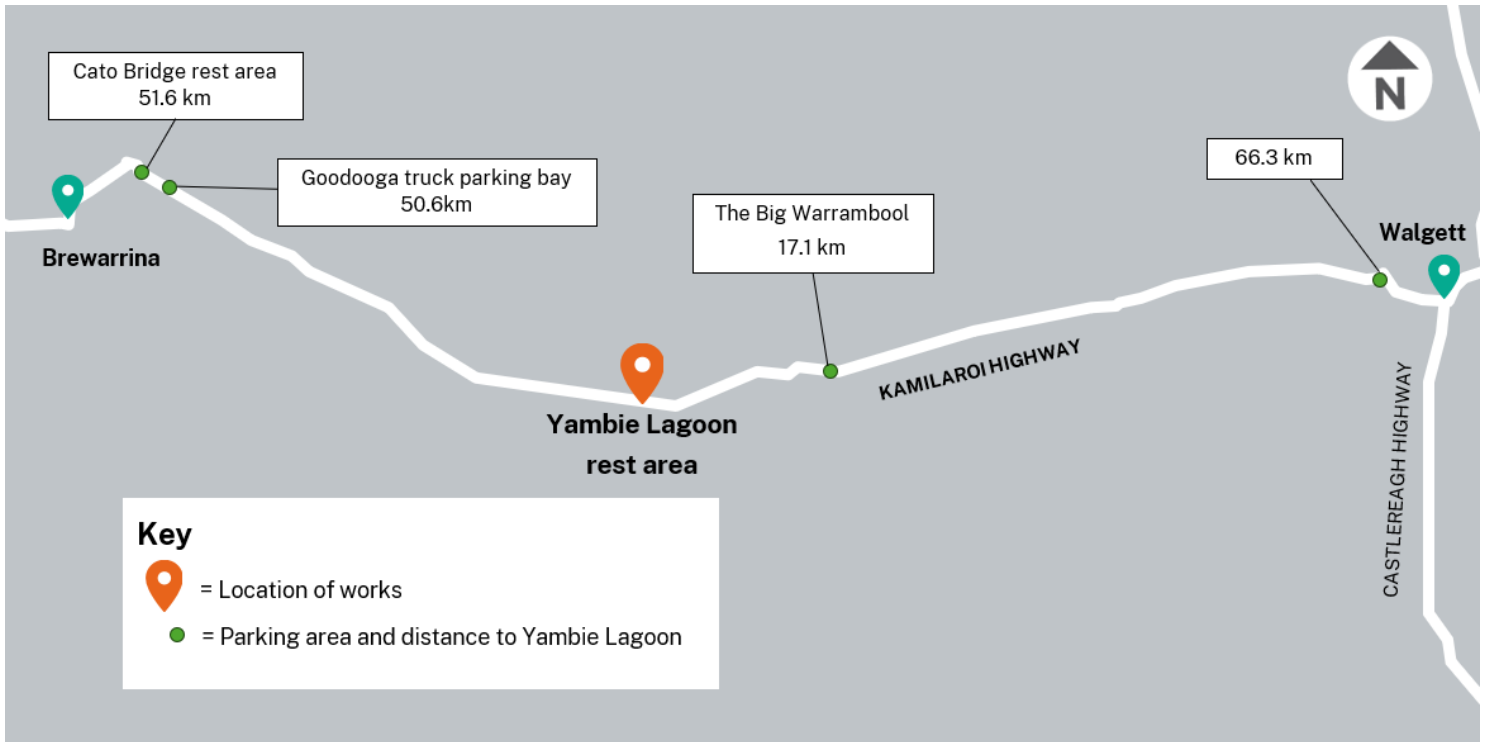 Cato Bridge rest area
51.6 km
Goodooga truck parking bay
50.6km
The Big Warrambool
17.1 km
66.3 km
N
Brewarrina
Walgett
Yambie Lagoon
rest area
KAMILAROI HIGHWAY
CASTLEREAGH HIGHWAY
Key
= Location of works
= Parking area and distance to Yambie Lagoon